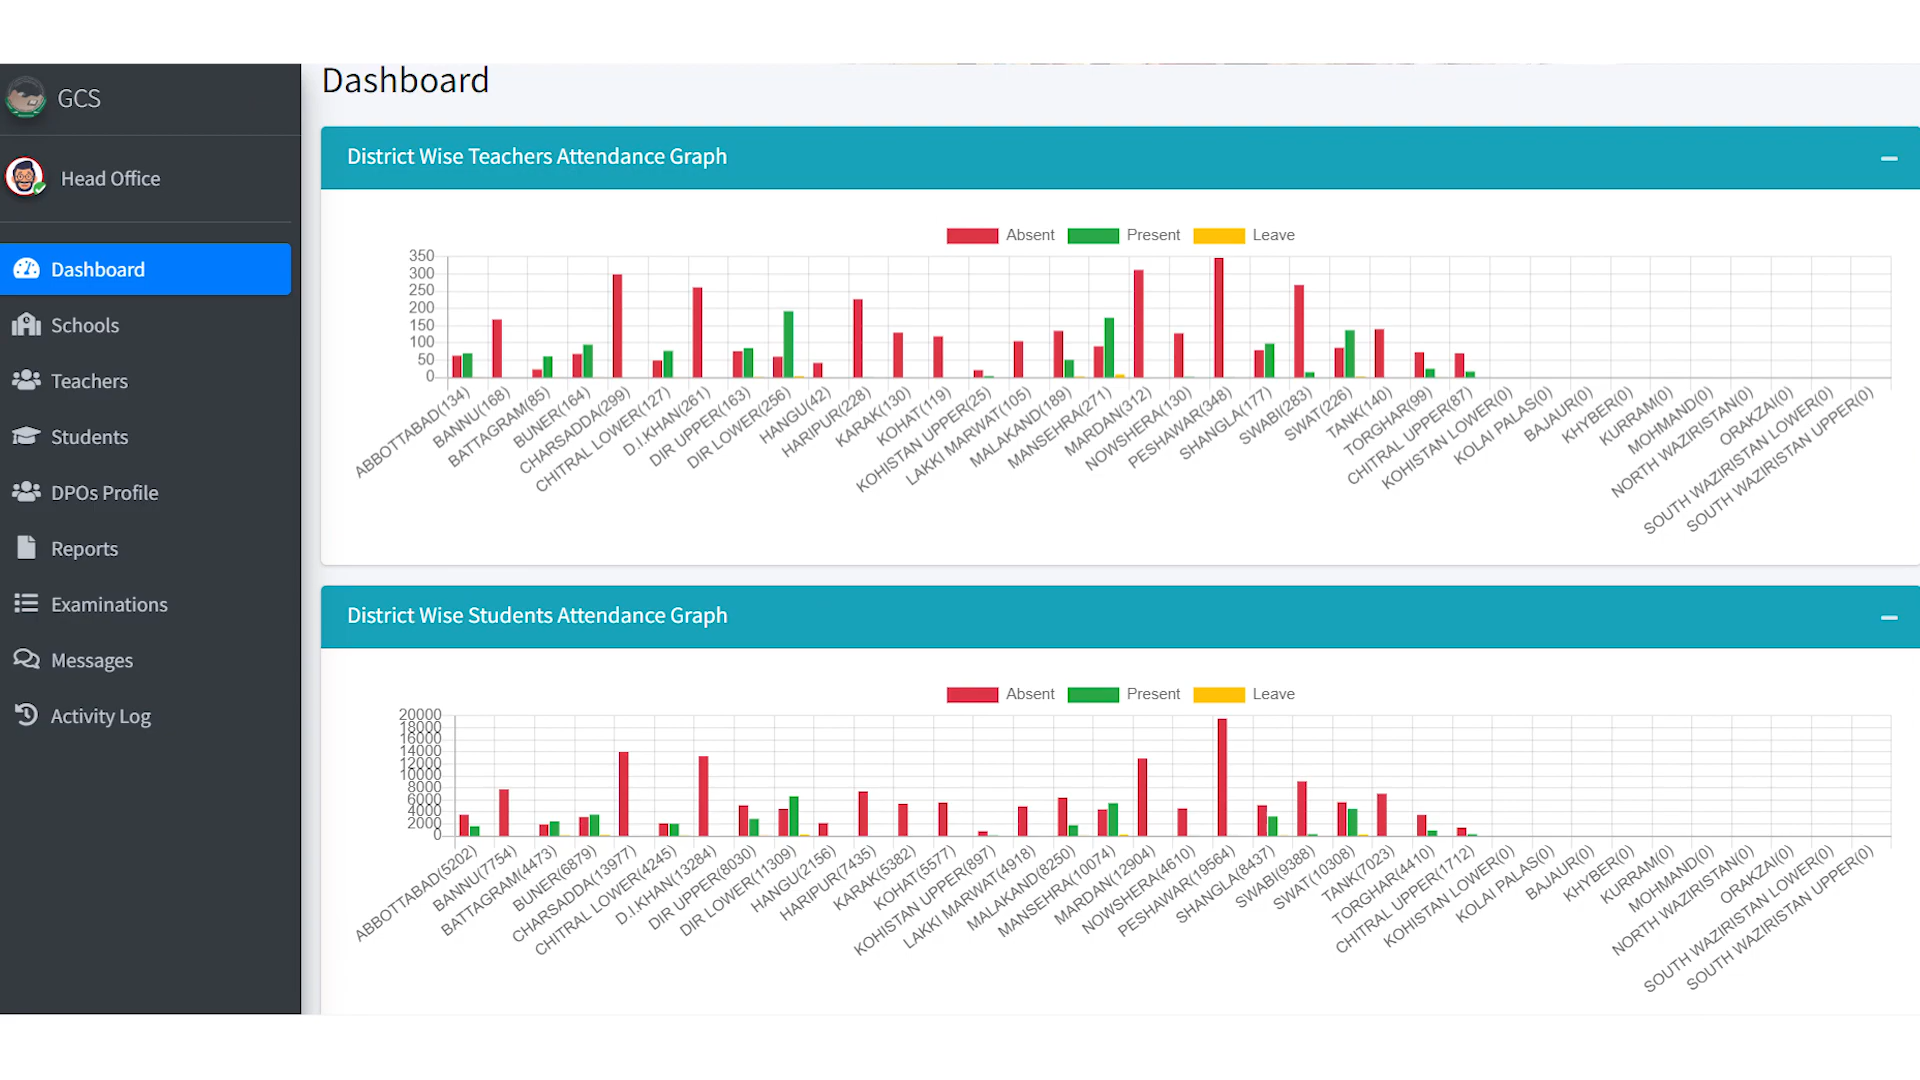 GCS
Head Office
Dashboard
Schools
Teachers
Students
DPOs Profile
Reports
Examinations
Messages
Activity Log
Dashboard
District Wise Teachers Attendance Graph
Absent Present Leave
350
300
250
200
150
100
50
0
ABBOTTABAD(134)
BANNU(168)
BATTAGRAM(85)
BUNER(164)
CHARSADDA(299)
CHITRAL LOWER(127)
D.I.KHAN(261)
DIR UPPER(163)
DIR LOWER(256)
HANGU(42)
HARIPUR(228)
KARAK(130)
KOHAT(119)
KOHISTAN UPPER(25)
LAKKI MARWAT(105)
MALAKAND(189)
MANSEHRA(271)
MARDAN(312)
NOWSHERA(130)
PESHAWAR(348)
SHANGLA(177)
SWABI(283)
SWAT(226)
TANK(140)
TORGHAR(99)
CHITRAL UPPER(87)
KOHISTAN LOWER(0)
KOLAI PALAS(0)
BAJAUR(0)
KHYBER(0)
KURRAM(0)
MOHMAND(0)
NORTH WAZIRISTAN(0)
ORAKZAI(0)
SOUTH WAZIRISTAN LOWER(0)
SOUTH WAZIRISTAN UPPER(0)
District Wise Students Attendance Graph
Absent Present Leave
20000
18000
16000
14000
12000
10000
8000
6000
4000
2000
0
ABBOTTABAD(5202)
BANNU(7754)
BATTAGRAM(4473)
BUNER(6879)
CHARSADDA(13977)
CHITRAL LOWER(4245)
D.I.KHAN(13284)
DIR UPPER(8030)
DIR LOWER(11309)
HANGU(2156)
HARIPUR(7435)
KARAK(5382)
KOHAT(5577)
KOHISTAN UPPER(897)
LAKKI MARWAT(4918)
MALAKAND(8250)
MANSEHRA(10074)
MARDAN(12904)
NOWSHERA(4610)
PESHAWAR(19564)
SHANGLA(8437)
SWABI(9388)
SWAT(10308)
TANK(7023)
TORGHAR(4410)
CHITRAL UPPER(1712)
KOHISTAN LOWER(0)
KOLAI PALAS(0)
BAJAUR(0)
KHYBER(0)
KURRAM(0)
MOHMAND(0)
NORTH WAZIRISTAN(0)
ORAKZAI(0)
SOUTH WAZIRISTAN LOWER(0)
SOUTH WAZIRISTAN UPPER(0)